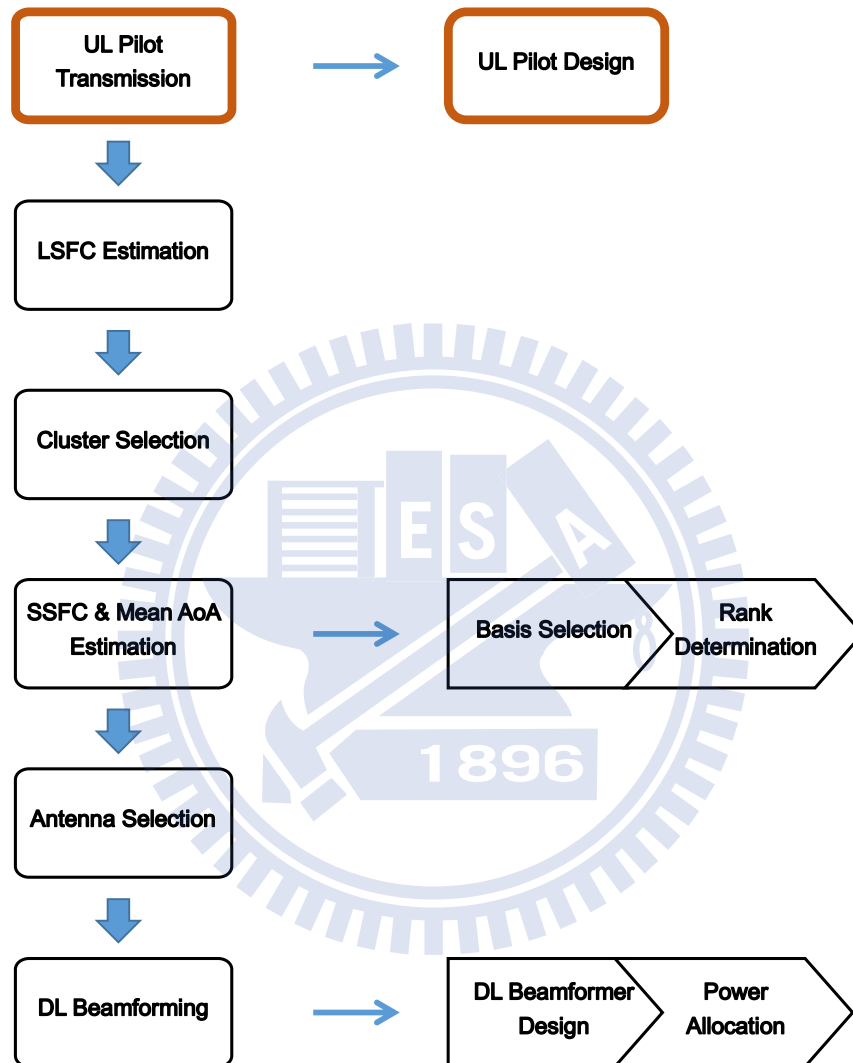 UL Pilot
Transmission
UL Pilot Design
LSFC Estimation
Cluster Selection
SSFC & Mean AoA
Estimation
Basis Selection
Rank
Determination
Antenna Selection
DL Beamforming
DL Beamformer
Design
Power
Allocation
E S A
8
1896